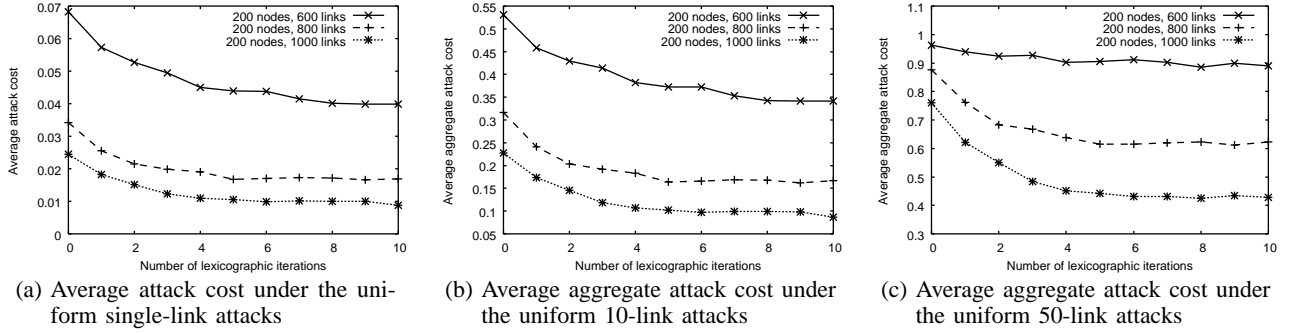 0.07
0.06
0.05
0.04
0.03
0.02
0.01
0
0 2 4 6 8 10
Average attack cost
Number of lexicographic iterations
200 nodes, 600 links
200 nodes, 800 links
200 nodes, 1000 links
(a) Average attack cost under the uni-
form single-link attacks
0.55
0.5
0.45
0.4
0.35
0.3
0.25
0.2
0.15
0.1
0.05
0 2 4 6 8 10
Average aggregate attack cost
Number of lexicographic iterations
200 nodes, 600 links
200 nodes, 800 links
200 nodes, 1000 links
(b) Average aggregate attack cost under
the uniform 10-link attacks
1.1
1
0.9
0.8
0.7
0.6
0.5
0.4
0.3
0 2 4 6 8 10
Average aggregate attack cost
Number of lexicographic iterations
200 nodes, 600 links
200 nodes, 800 links
200 nodes, 1000 links
(c) Average aggregate attack cost under
the uniform 50-link attacks